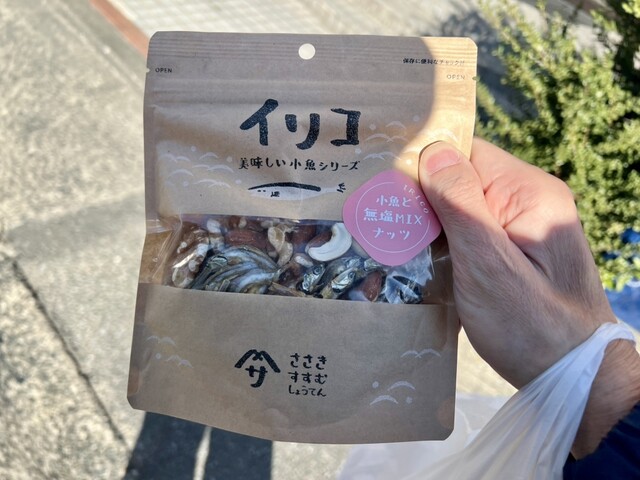 保存に便利なチャック付
OPEN
OPEN
イリコ
美味しい小魚シリーズ
IRICO
小魚と
無塩MIX
ナッツ
サ
ささき
すすむ
しょうてん